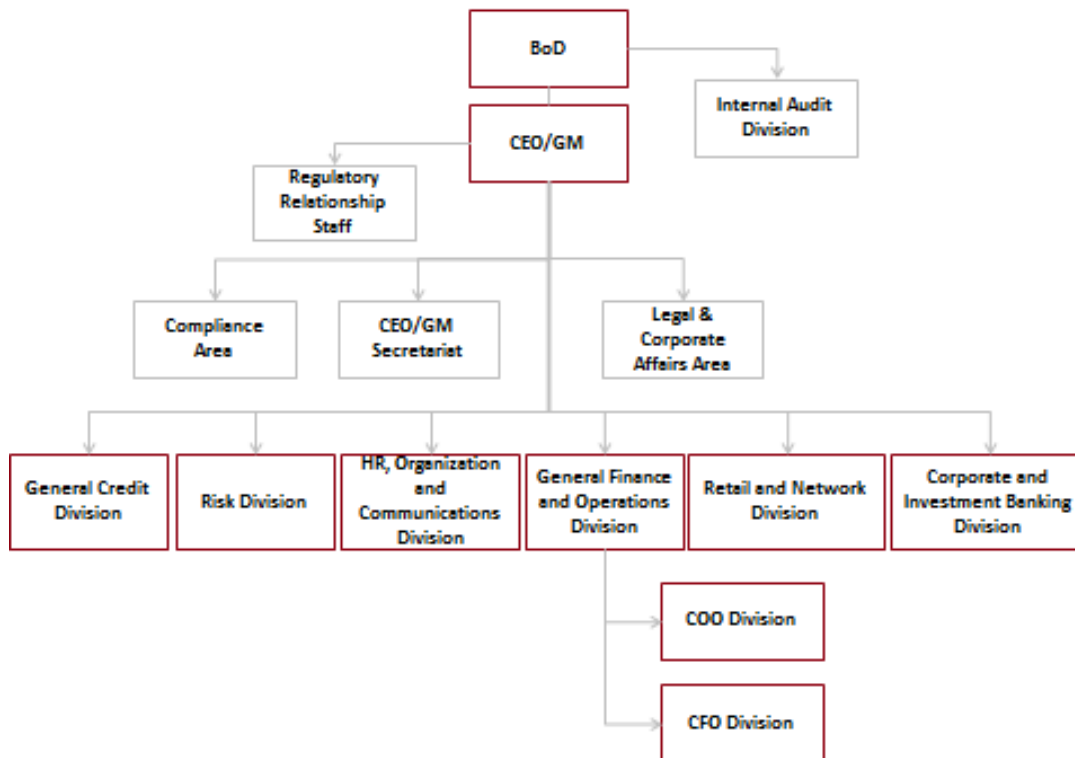 BoD
Internal Audit
Division
CEO/GM
Regulatory
Relationship
Staff
Compliance
Area
CEO/GM
Secretariat
Legal &
Corporate
Affairs Area
General Credit
Division
Risk Division
HR, Organization
and
Communications
Division
General Finance
and Operations
Division
Retail and Network
Division
Corporate and
Investment Banking
Division
COO Division
CFO Division